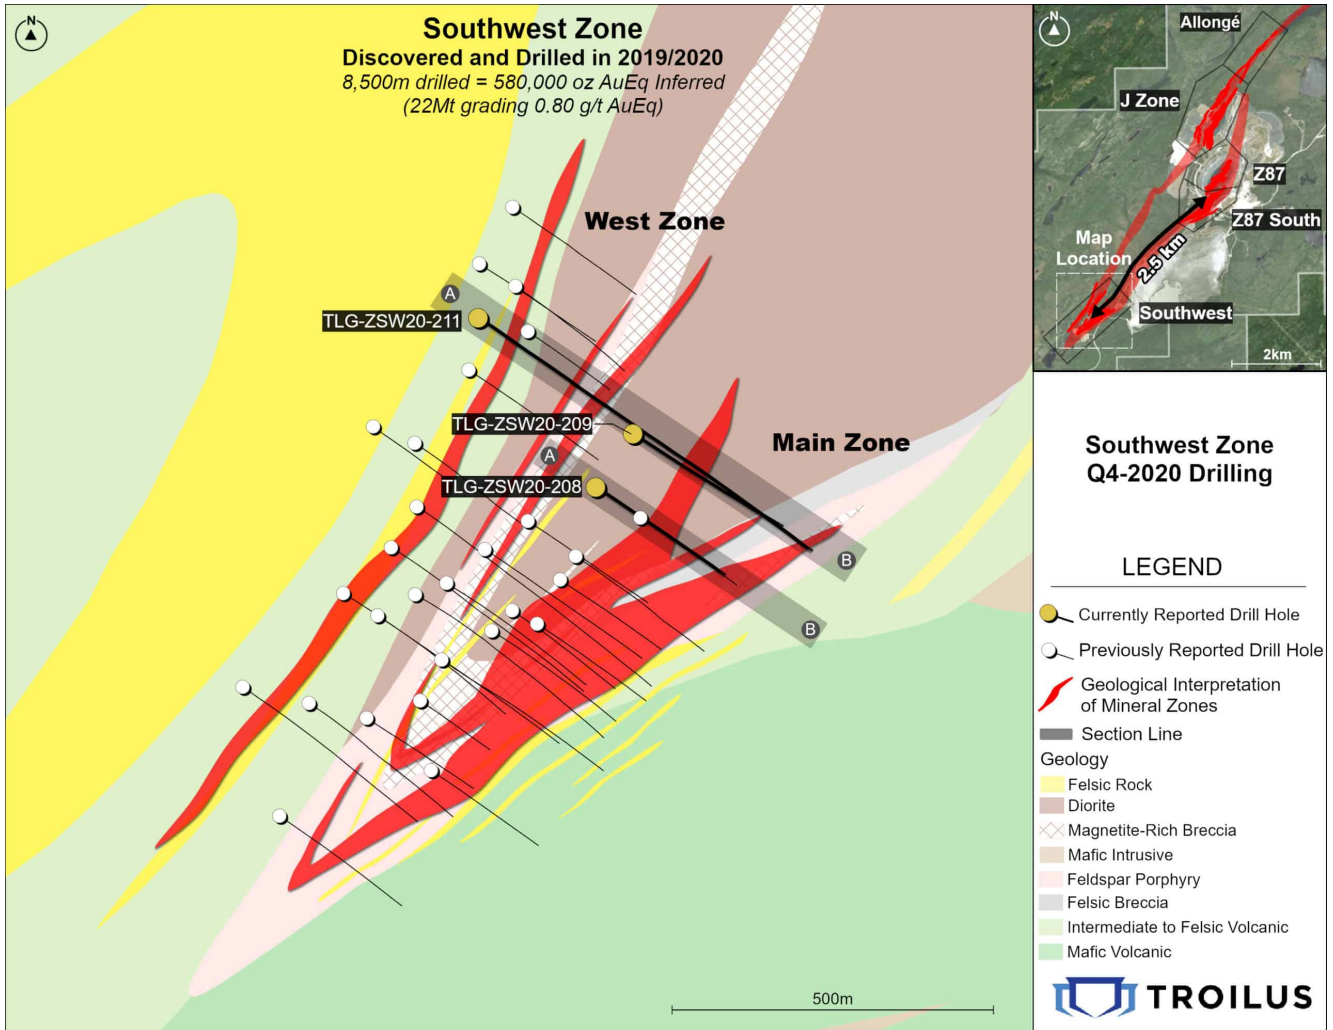 N
Southwest Zone
Discovered and Drilled in 2019/2020
8,500m drilled = 580,000 oz AuEq Inferred
(22Mt grading 0.80 g/t AuEq)
West Zone
A
TLG-ZSW20-211
TLG-ZSW20-209
Main Zone
A
TLG-ZSW20-208
B
B
500m
N
Allongé
J Zone
Z87
Z87 South
Map
Location
2.5 km
Southwest
2km
Southwest Zone
Q4-2020 Drilling
LEGEND
Currently Reported Drill Hole
Previously Reported Drill Hole
Geological Interpretation
of Mineral Zones
Section Line
Geology
Felsic Rock
Diorite
Magnetite-Rich Breccia
Mafic Intrusive
Feldspar Porphyry
Felsic Breccia
Intermediate to Felsic Volcanic
Mafic Volcanic
TROILUS